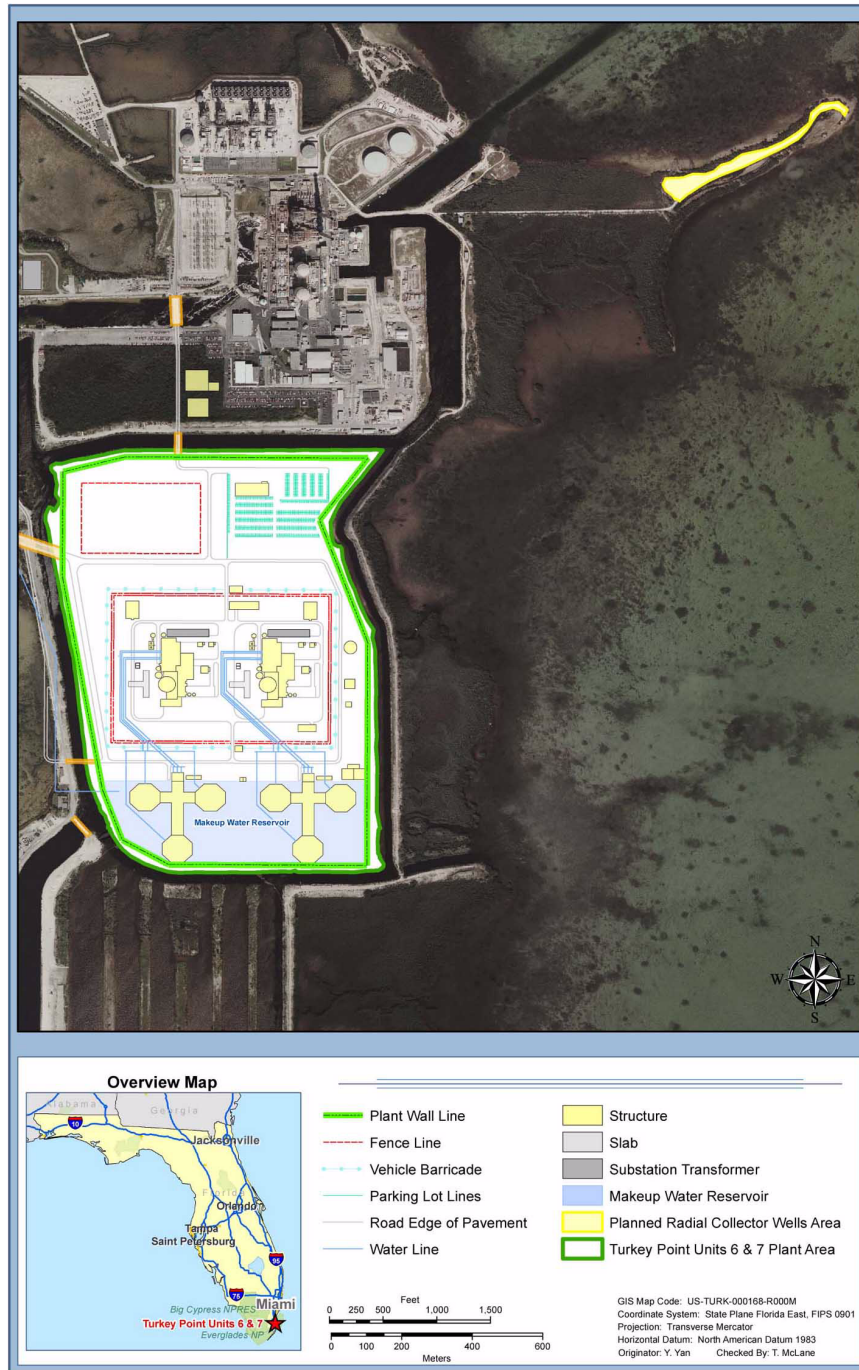 Makeup Water Reservoir
N
W
E
S
Overview Map
Alabama
Georgia
10
Jacksonville
Florida
Orlando
Tampa
Saint Petersburg
95
75
Miami
Big Cypress NPRES
Turkey Point Units 6 & 7
Everglades NP
Plant Wall Line
Fence Line
Vehicle Barricade
Parking Lot Lines
Road Edge of Pavement
Water Line
Structure
Slab
Substation Transformer
Makeup Water Reservoir
Planned Radial Collector Wells Area
Turkey Point Units 6 & 7 Plant Area
Feet
0 250 500 1,000 1,500
0 100 200 400 600
Meters
GIS Map Code: US-TURK-000168-R000M
Coordinate System: State Plane Florida East, FIPS 0901
Projection: Transverse Mercator
Horizontal Datum: North American Datum 1983
Originator: Y. Yan Checked By: T. McLane